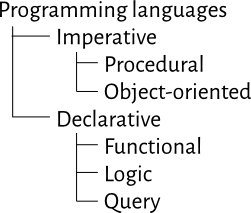 Programming languages
Imperative
Procedural
Object-oriented
Declarative
Functional
Logic
Query